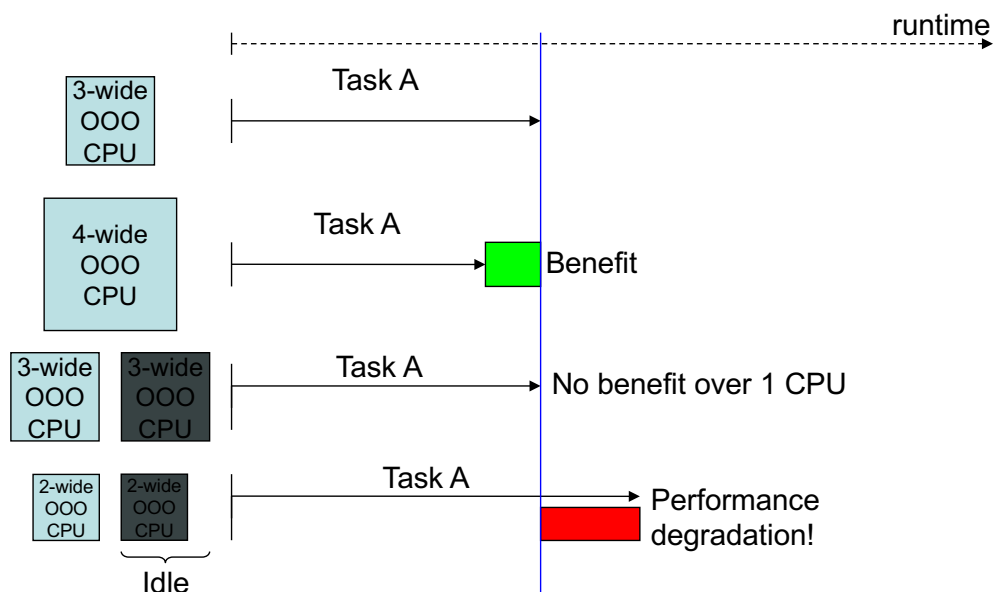 runtime
Task A
3-wide
OOO
CPU
Task A
4-wide
OOO
CPU
Benefit
Task A
3-wide
OOO
CPU
3-wide
OOO
CPU
No benefit over 1 CPU
Task A
2-wide
OOO
CPU
2-wide
OOO
CPU
Performance
degradation!
Idle